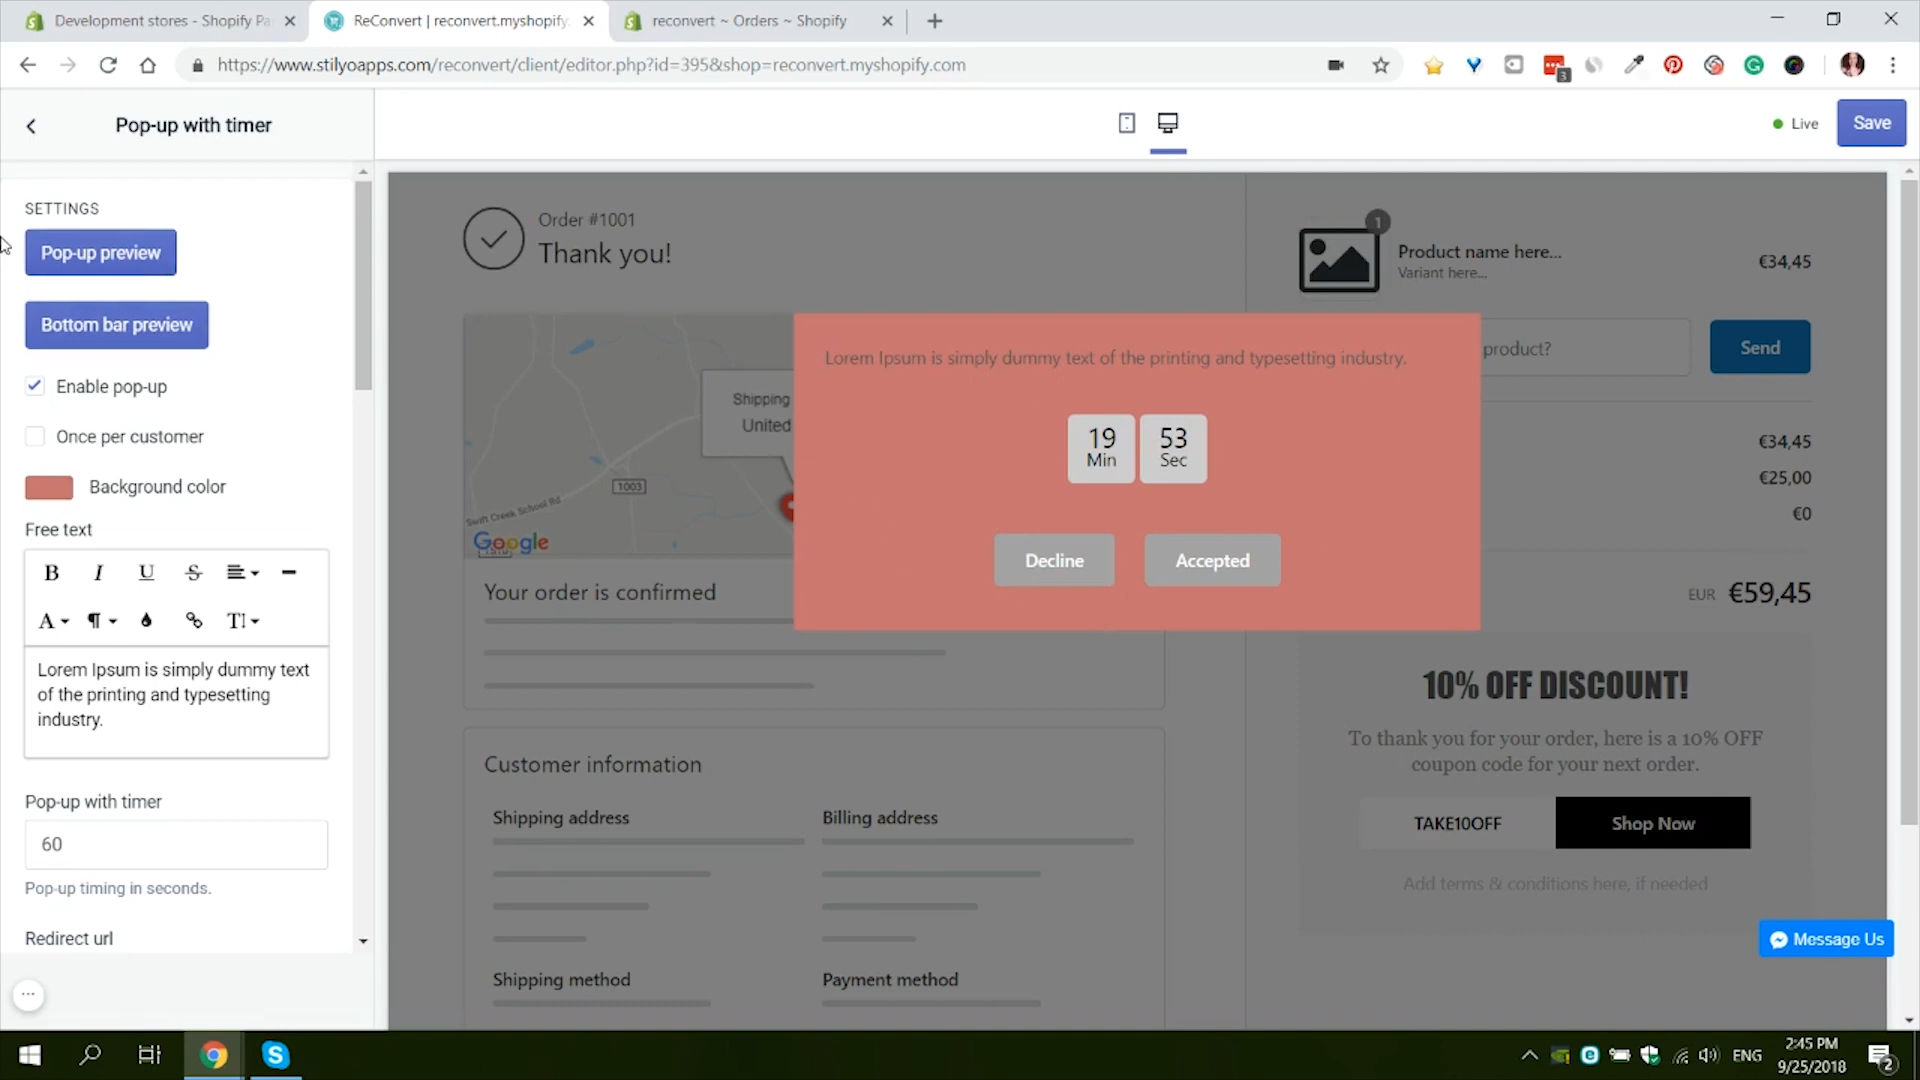 Development stores - Shopify Pa
ReConvert | reconvert.myshopify.
reconvert ~ Orders ~ Shopify
https://www.stilyoapps.com/reconvert/client/editor.php?id=395&shop=reconvert.myshopify.com
3
Pop-up with timer
Live
Save
SETTINGS
Pop-up preview
Bottom bar preview
Enable pop-up
Once per customer
Background color
Free text
B I U S
A ¶ T
Lorem Ipsum is simply dummy text
of the printing and typesetting
industry.
Pop-up with timer
60
Pop-up timing in seconds.
Redirect url
Order #1001
Thank you!
1
Product name here...
Variant here...
€34,45
Shipping
United
1003
Swift Creek School Rd
Google
Lorem Ipsum is simply dummy text of the printing and typesetting industry.
19
Min
53
Sec
Decline
Accepted
product?
Send
€34,45
€25,00
€0
EUR €59,45
Your order is confirmed
Customer information
Shipping address
Billing address
Shipping method
Payment method
10% OFF DISCOUNT!
To thank you for your order, here is a 10% OFF
coupon code for your next order.
TAKE10OFF
Shop Now
Add terms & conditions here, if needed
Message Us
ENG
2:45 PM
9/25/2018
2